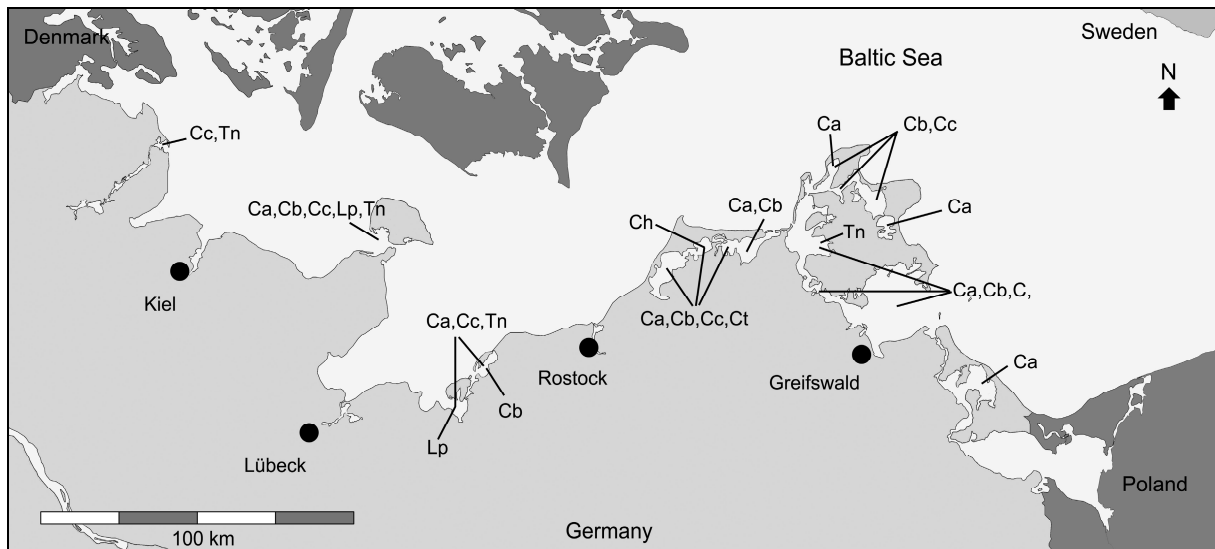 Denmark
Sweden
Baltic Sea
N
Cc,Tn
Ca
Cb,Cc
Ca,Cb,Cc,Lp,Tn
Ca,Cb
Ca
Ch
Tn
Kiel
Ca,Cb,C,
Ca,Cc,Tn
Ca,Cb,Cc,Ct
Rostock
Greifswald
Ca
Cb
Lp
Lübeck
Poland
Germany
100 km